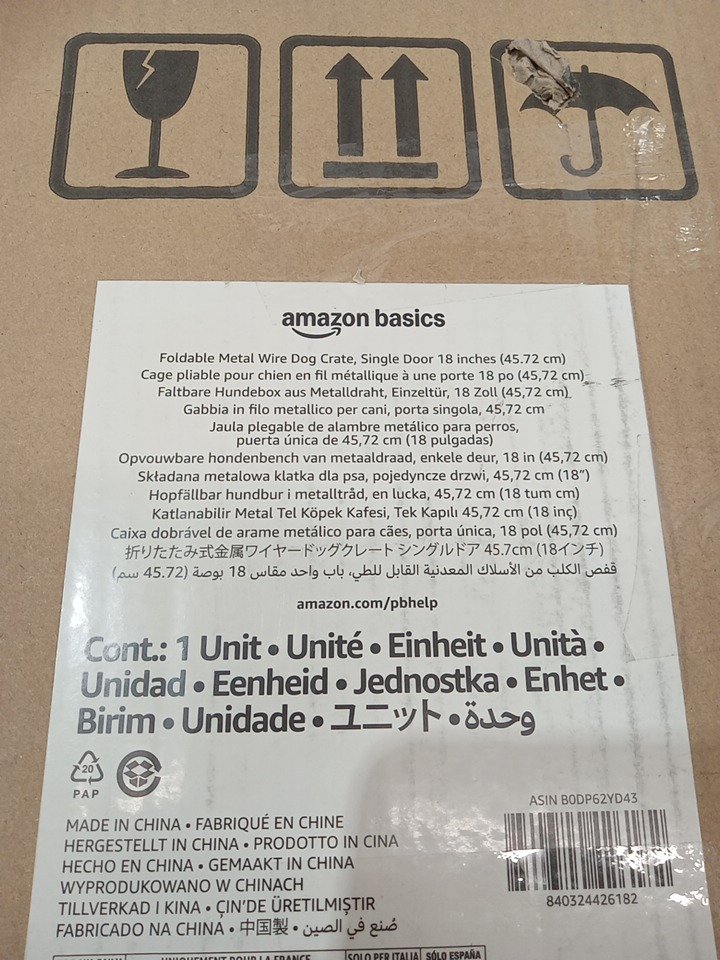 amazon basics
Foldable Metal Wire Dog Crate, Single Door 18 inches (45.72 cm)
Cage pliable pour chien en fil métallique à une porte 18 po (45,72 cm)
Faltbare Hundebox aus Metalldraht, Einzeltür, 18 Zoll (45,72 cm)
Gabbia in filo metallico per cani, porta singola, 45,72 cm
Jaula plegable de alambre metálico para perros,
puerta única de 45,72 cm (18 pulgadas)
Opvouwbare hondenbench van metaaldraad, enkele deur, 18 in (45,72 cm)
Składana metalowa klatka dla psa, pojedyncze drzwi, 45,72 cm (18”)
Hopfällbar hundbur i metalltråd, en lucka, 45,72 cm (18 tum cm)
Katlanabilir Metal Tel Köpek Kafesi, Tek Kapılı 45,72 cm (18 inç)
Caixa dobrável de arame metálico para cães, porta única, 18 pol (45,72 cm)
折りたたみ式金属ワイヤードッグクレート シングルドア 45.7cm (18インチ)
قفص الكلب من الأسلاك المعدنية القابل للطي، باب واحد مقاس 18 بوصة (45.72 سم)
amazon.com/pbhelp
Cont.: 1 Unit • Unité • Einheit • Unità •
Unidad • Eenheid • Jednostka • Enhet •
Birim • Unidade • ユニット • وحدة
20
PAP
ASIN B0DP62YD43
840324426182
MADE IN CHINA • FABRIQUÉ EN CHINE
HERGESTELLT IN CHINA • PRODOTTO IN CINA
HECHO EN CHINA • GEMAAKT IN CHINA
WYPRODUKOWANO W CHINACH
TILLVERKAD I KINA • ÇIN'DE ÜRETILMIŞTIR
FABRICADO NA CHINA • 中国製 • صُنع في الصين
UNIQUEMENT POUR LA FRANCE
SOLO PER ITALIA
SÓLO ESPAÑA